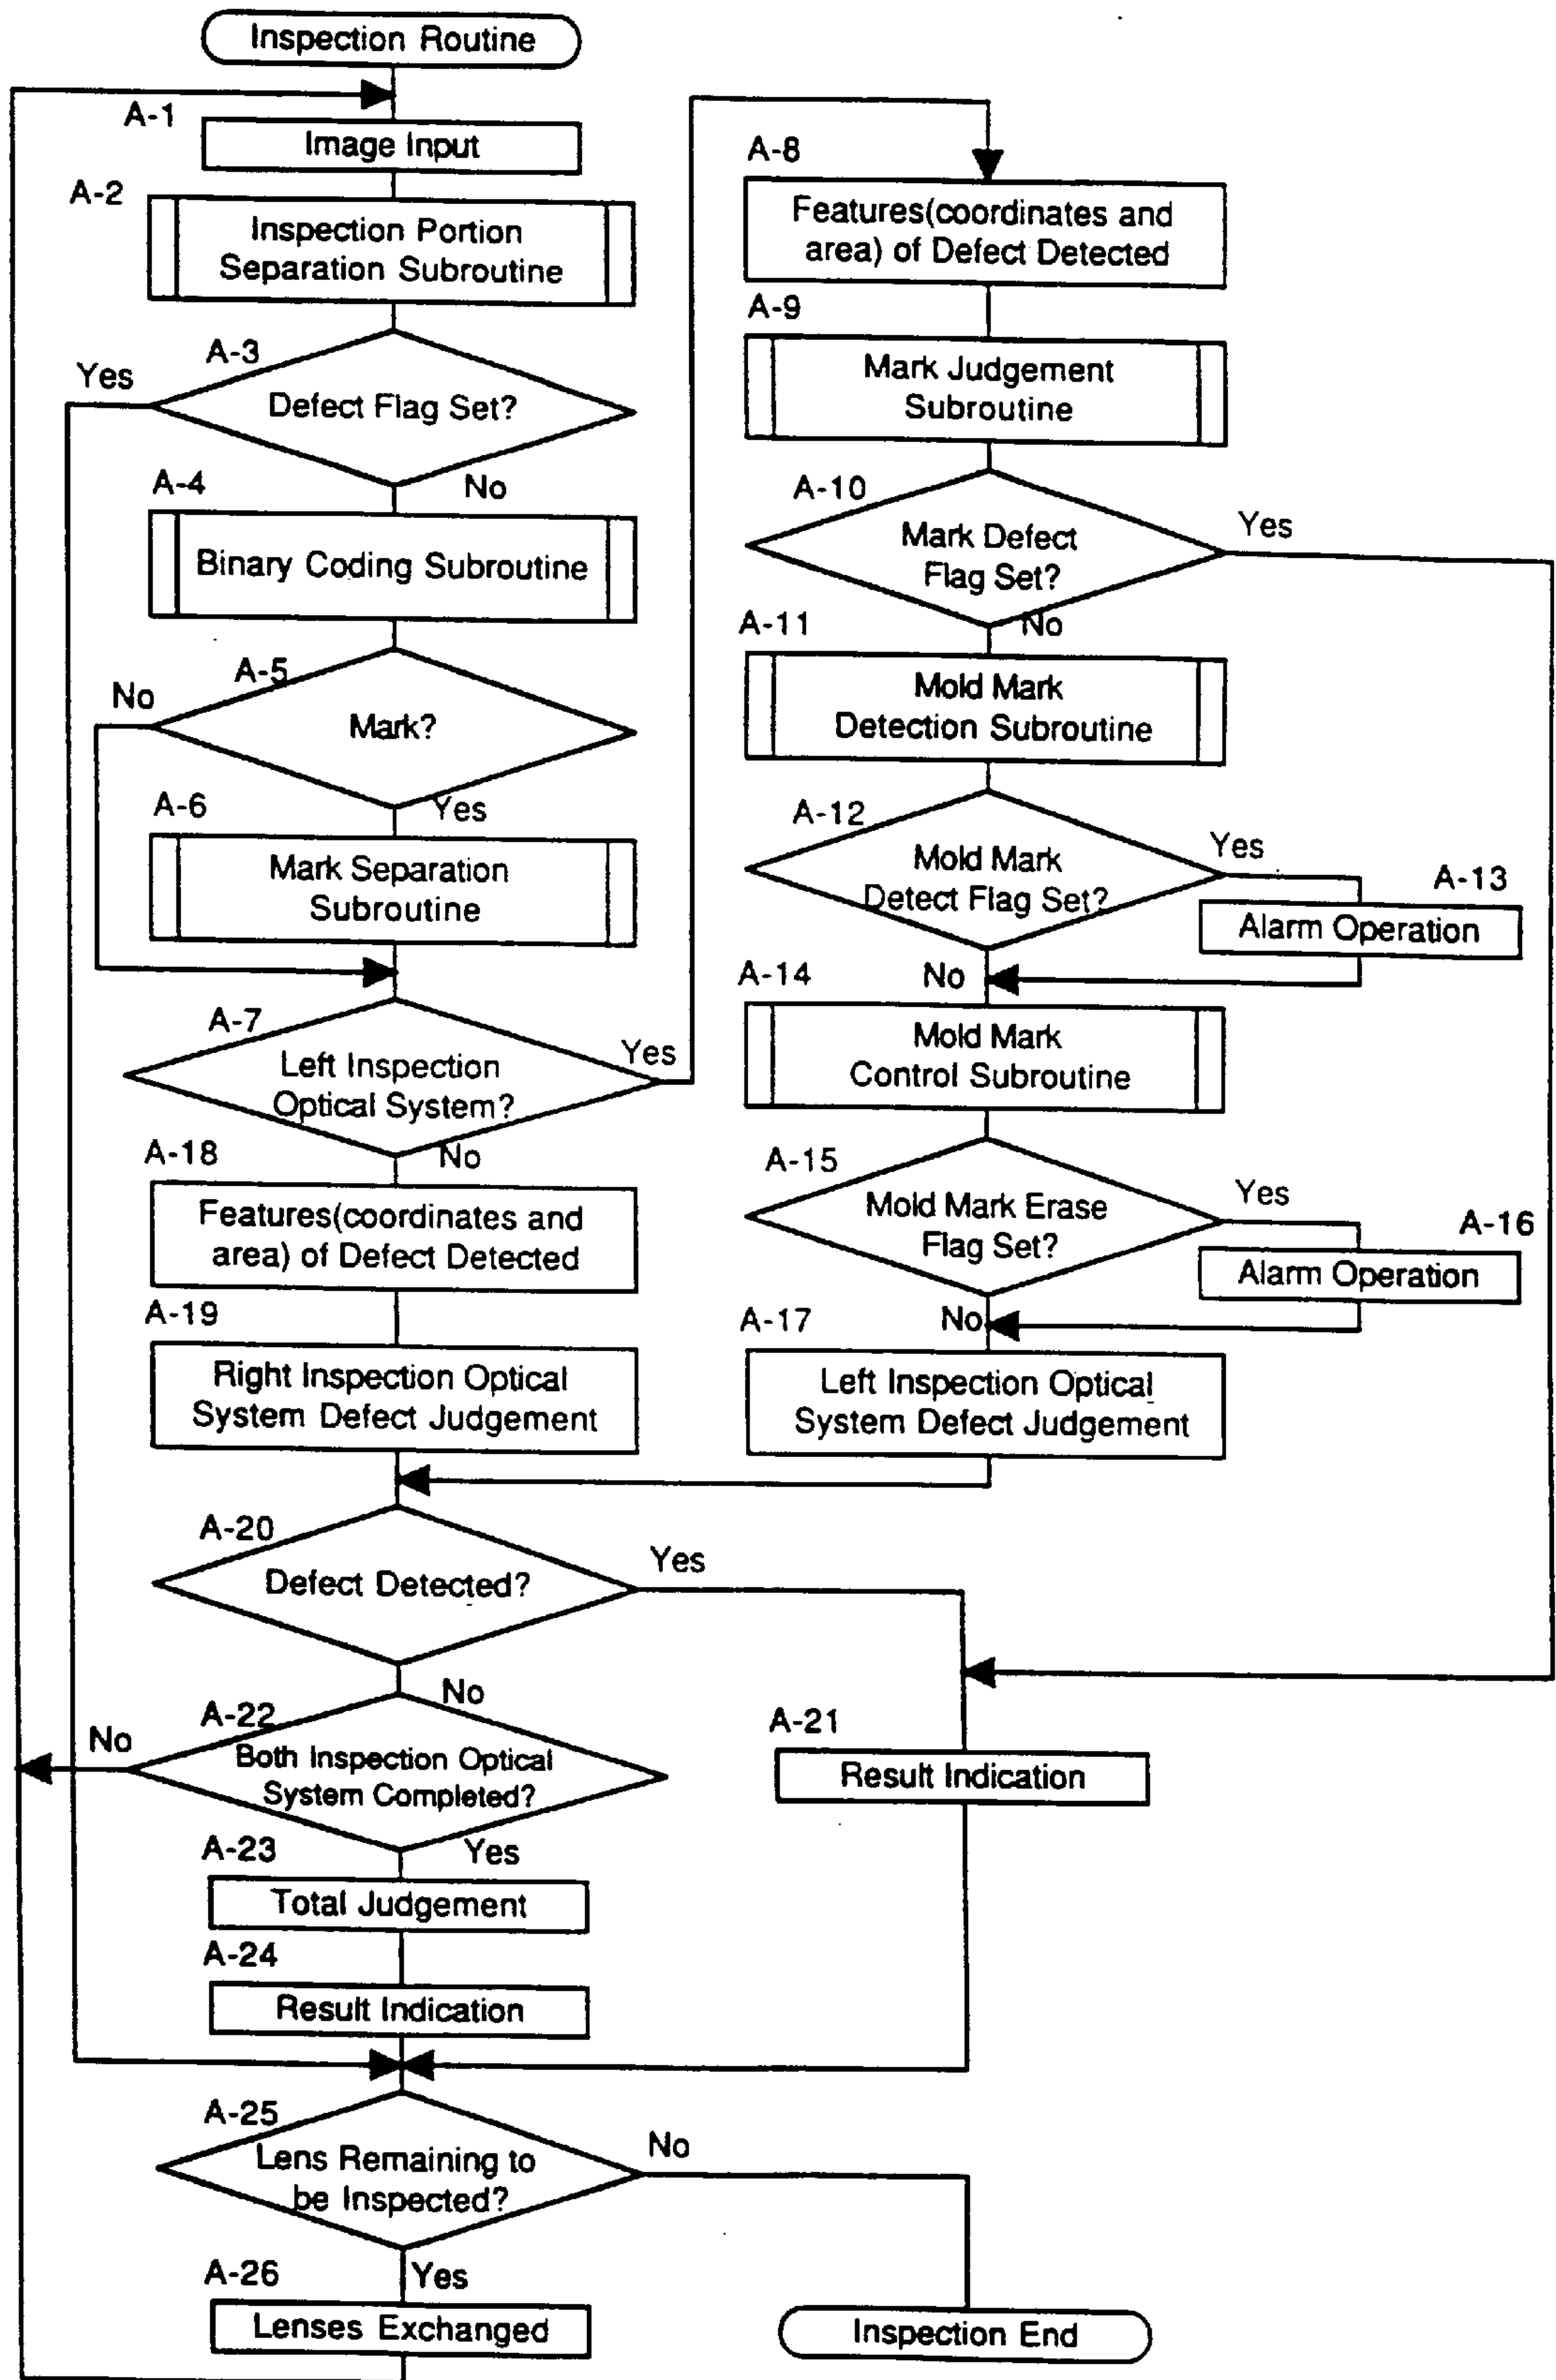 Inspection Routine
A-1
Image Input
A-2
Inspection Portion
Separation Subroutine
A-3
Yes
Defect Flag Set?
No
A-4
Binary Coding Subroutine
A-5
No
Mark?
Yes
A-6
Mark Separation
Subroutine
A-7
Left Inspection
Optical System?
Yes
No
A-18
Features(coordinates and
area) of Defect Detected
A-19
Right Inspection Optical
System Defect Judgement
A-20
Defect Detected?
Yes
No
A-22
No
Both Inspection Optical
System Completed?
Yes
A-23
Total Judgement
A-24
Result Indication
A-25
Lens Remaining to
be Inspected?
No
Yes
A-26
Lenses Exchanged
A-8
Features(coordinates and
area) of Defect Detected
A-9
Mark Judgement
Subroutine
A-10
Mark Defect
Flag Set?
Yes
No
A-11
Mold Mark
Detection Subroutine
A-12
Mold Mark
Detect Flag Set?
Yes
A-13
Alarm Operation
No
A-14
Mold Mark
Control Subroutine
A-15
Mold Mark Erase
Flag Set?
Yes
A-16
Alarm Operation
No
A-17
Left Inspection Optical
System Defect Judgement
A-21
Result Indication
Inspection End